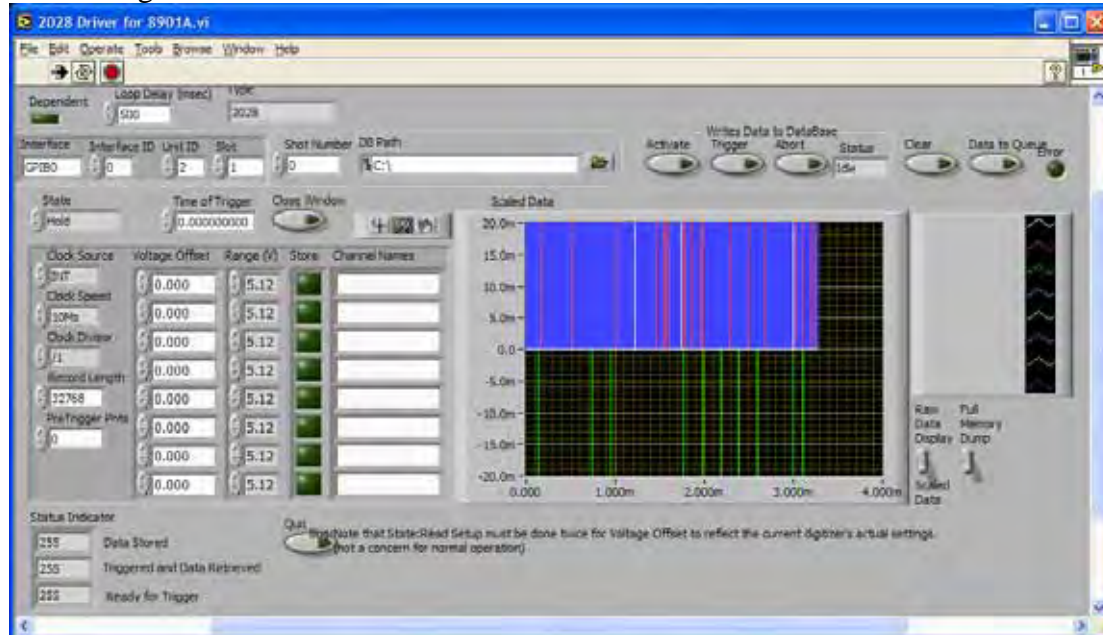 2028 Driver for 8901A.vi
File Edit Operate Tools Browse Window Help
Dependent Loop Delay (msec) Type
500 2028
Interface Interface ID Unit ID Slot Shot Number DB Path Writes Data to DataBase
Activate Trigger Abort Status Clear Data to Queue Error
GPIB0 0 2 1 0 C:\ Idle
State Time of Trigger Close Window Scaled Data
Hold 0.000000000
Clock Source Voltage Offset Range (V) Store Channel Names
INT 0.000 5.12
Clock Speed
10Ms 0.000 5.12
Clock Divisor 0.000 5.12
/1
Record Length 0.000 5.12
32768 0.000 5.12
PreTrigger Pnts
0 0.000 5.12
0.000 5.12
0.000 5.12
20.0m
15.0m
10.0m
5.0m
0.0
-5.0m
-10.0m
-15.0m
-20.0m
0.000 1.000m 2.000m 3.000m 4.000m
Raw Data Display
Full Memory Dump
Scaled Data
Status Indicator
255 Data Stored
255 Triggered and Data Retrieved
255 Ready for Trigger
Quit
Note that State:Read Setup must be done twice for Voltage Offset to reflect the current digitizer's actual settings.
(not a concern for normal operation)